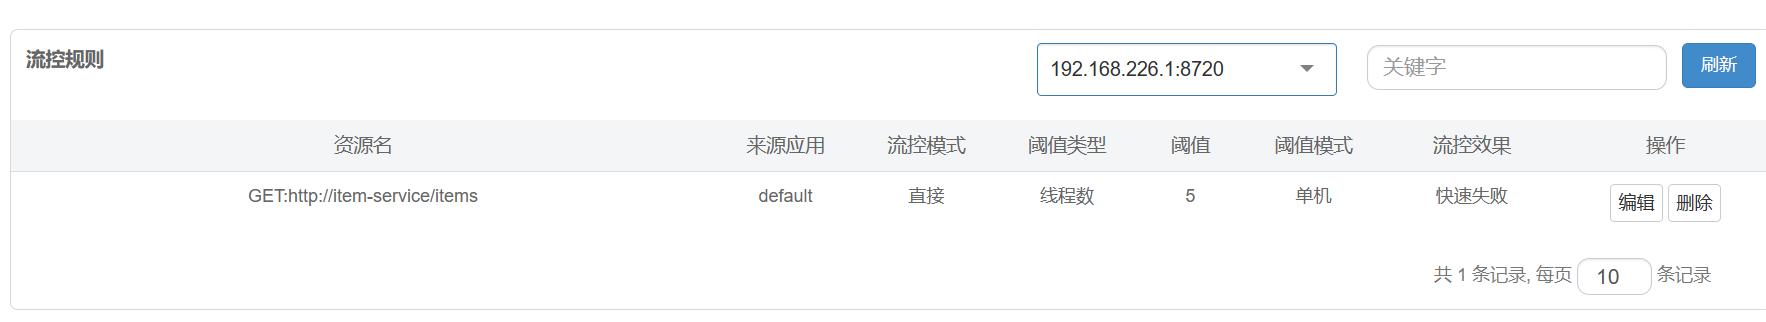 流控规则
192.168.226.1:8720
关键字
刷新
资源名 来源应用 流控模式 阈值类型 阈值 阈值模式 流控效果 操作
GET:http://item-service/items default 直接 线程数 5 单机 快速失败 编辑 删除
共 1 条记录, 每页 10 条记录